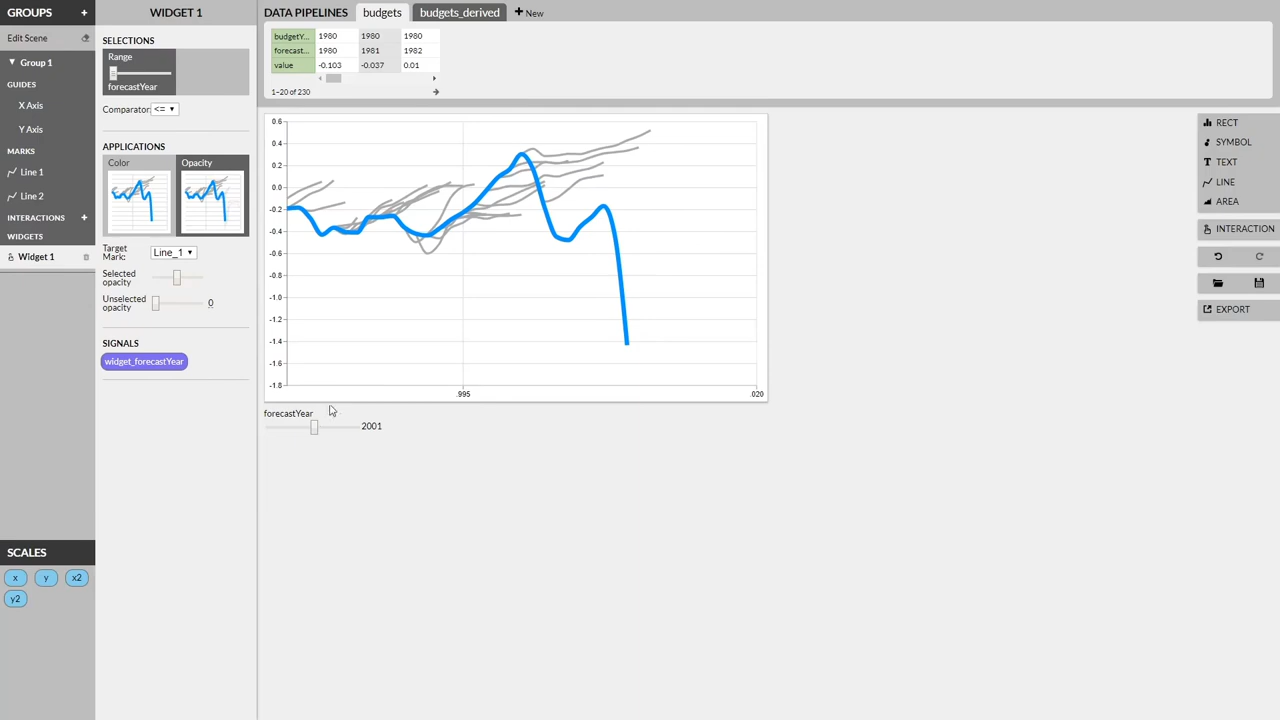 GROUPS +
Edit Scene
▼ Group 1
GUIDES
X Axis
Y Axis
MARKS
Line 1
Line 2
INTERACTIONS +
WIDGETS
Widget 1
SCALES
x y x2
y2
WIDGET 1
SELECTIONS
Range
forecastYear
Comparator: <= ▼
APPLICATIONS
Color Opacity
Target
Mark: Line_1 ▼
Selected
opacity
Unselected
opacity 0
SIGNALS
widget_forecastYear
DATA PIPELINES budgets budgets_derived + New
budgetY... 1980 1980 1980
forecast... 1980 1981 1982
value -0.103 -0.037 0.01
1–20 of 230
0.6
0.4
0.2
0.0
-0.2
-0.4
-0.6
-0.8
-1.0
-1.2
-1.4
-1.6
-1.8
.995 .020
forecastYear
2001
RECT
SYMBOL
TEXT
LINE
AREA
INTERACTION
EXPORT